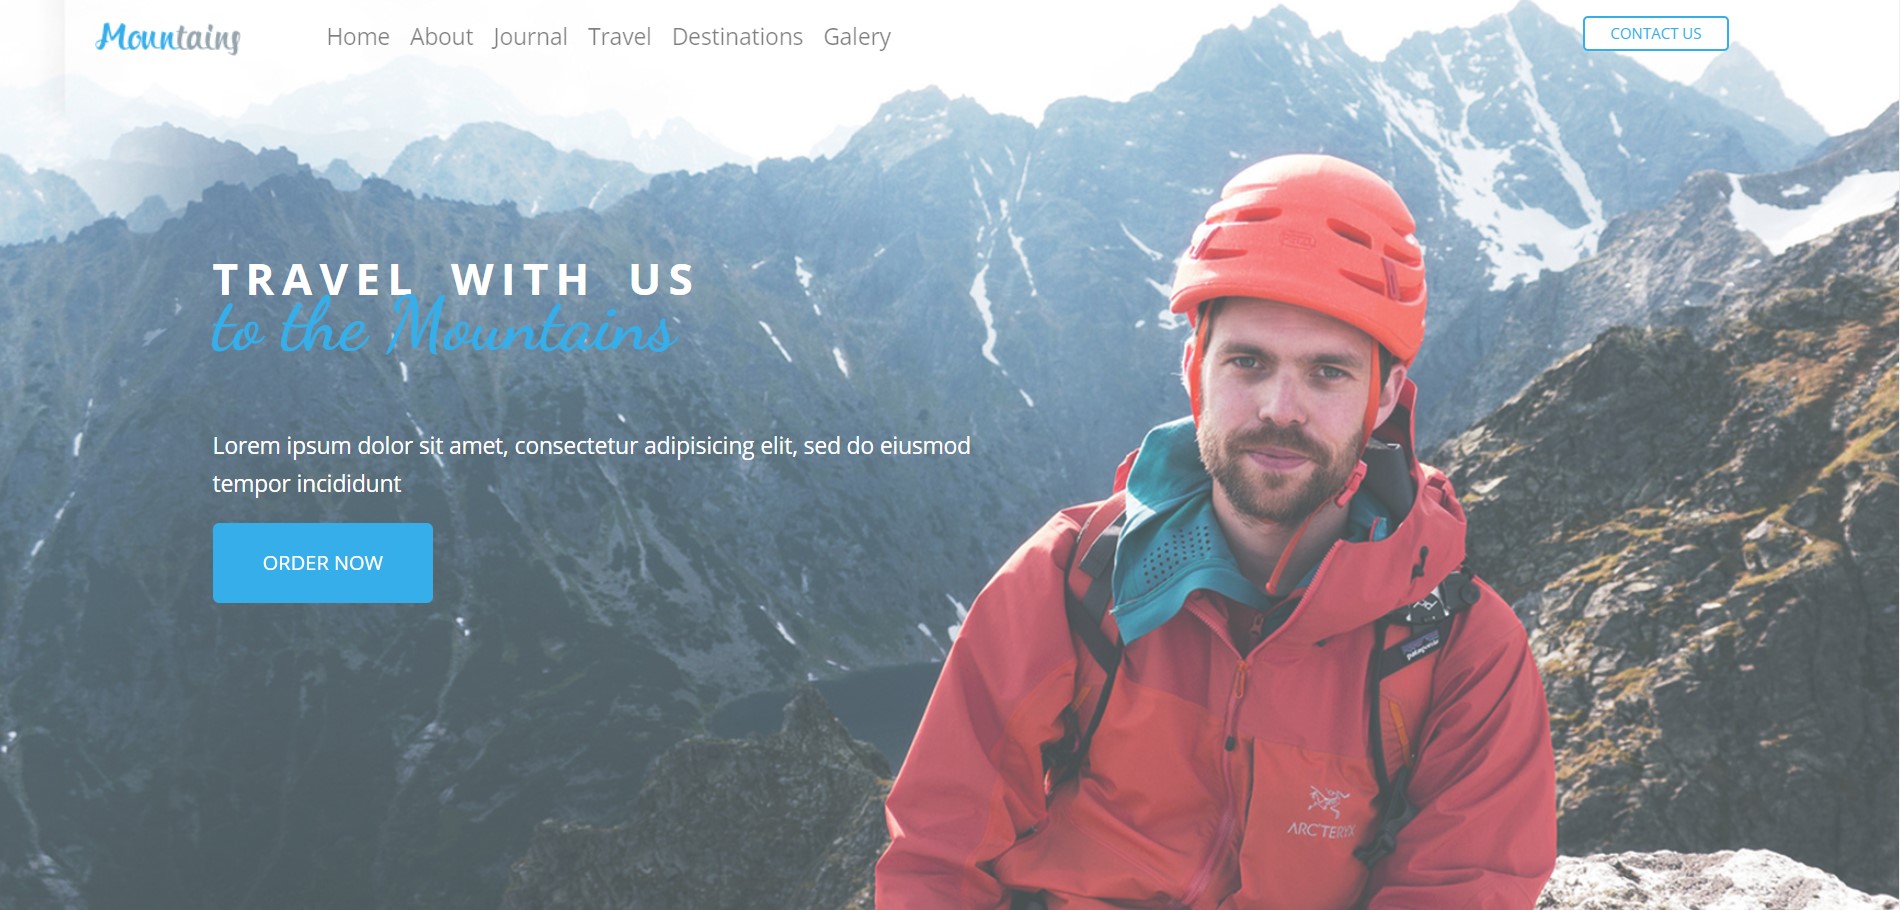 Mountains
Home About Journal Travel Destinations Galery
CONTACT US
TRAVEL WITH US
to the Mountains
Lorem ipsum dolor sit amet, consectetur adipisicing elit, sed do eiusmod
tempor incididunt
ORDER NOW
patagonia
ARC'TERYX